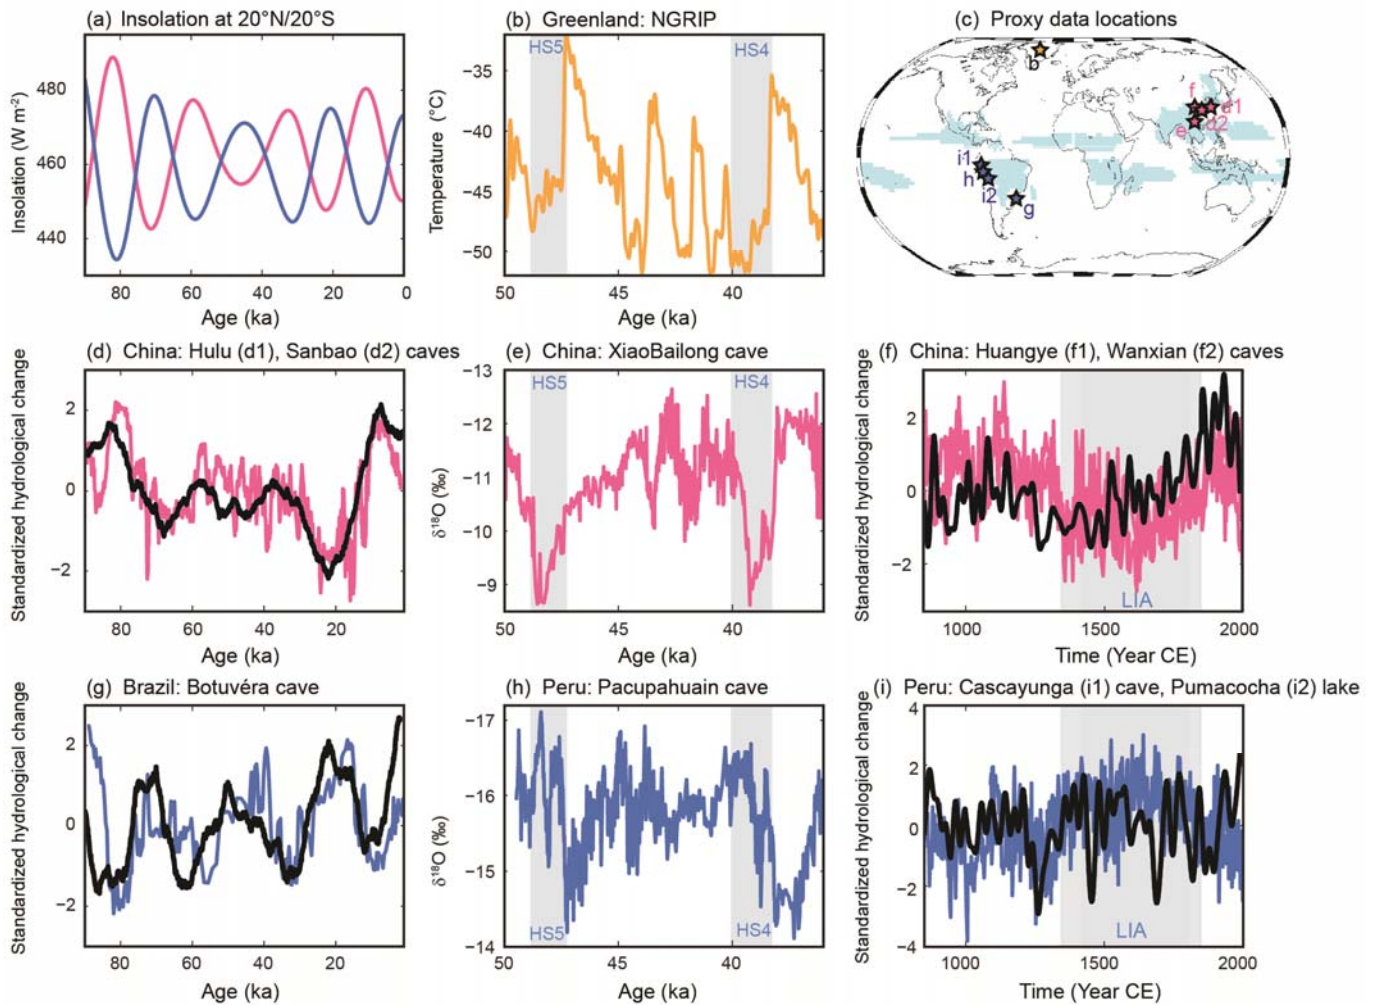 (a) Insolation at 20°N/20°S
(b) Greenland: NGRIP
(c) Proxy data locations
Insolation (W m⁻²)
480
460
440
80
60
40
20
0
Age (ka)
Temperature (°C)
−35
−40
−45
−50
HS5
HS4
50
45
40
Age (ka)
b
f
d1
d2
e
i1
h
i2
g
(d) China: Hulu (d1), Sanbao (d2) caves
(e) China: XiaoBailong cave
(f) China: Huangye (f1), Wanxian (f2) caves
Standardized hydrological change
2
0
−2
80
60
40
20
Age (ka)
δ¹⁸O (‰)
−13
−12
−11
−10
−9
HS5
HS4
50
45
40
Age (ka)
Standardized hydrological change
2
0
−2
LIA
1000
1500
2000
Time (Year CE)
(g) Brazil: Botuvéra cave
(h) Peru: Pacupahuain cave
(i) Peru: Cascayunga (i1) cave, Pumacocha (i2) lake
Standardized hydrological change
2
0
−2
80
60
40
20
Age (ka)
δ¹⁸O (‰)
−17
−16
−15
−14
HS5
HS4
50
45
40
Age (ka)
Standardized hydrological change
4
2
0
−2
−4
LIA
1000
1500
2000
Time (Year CE)